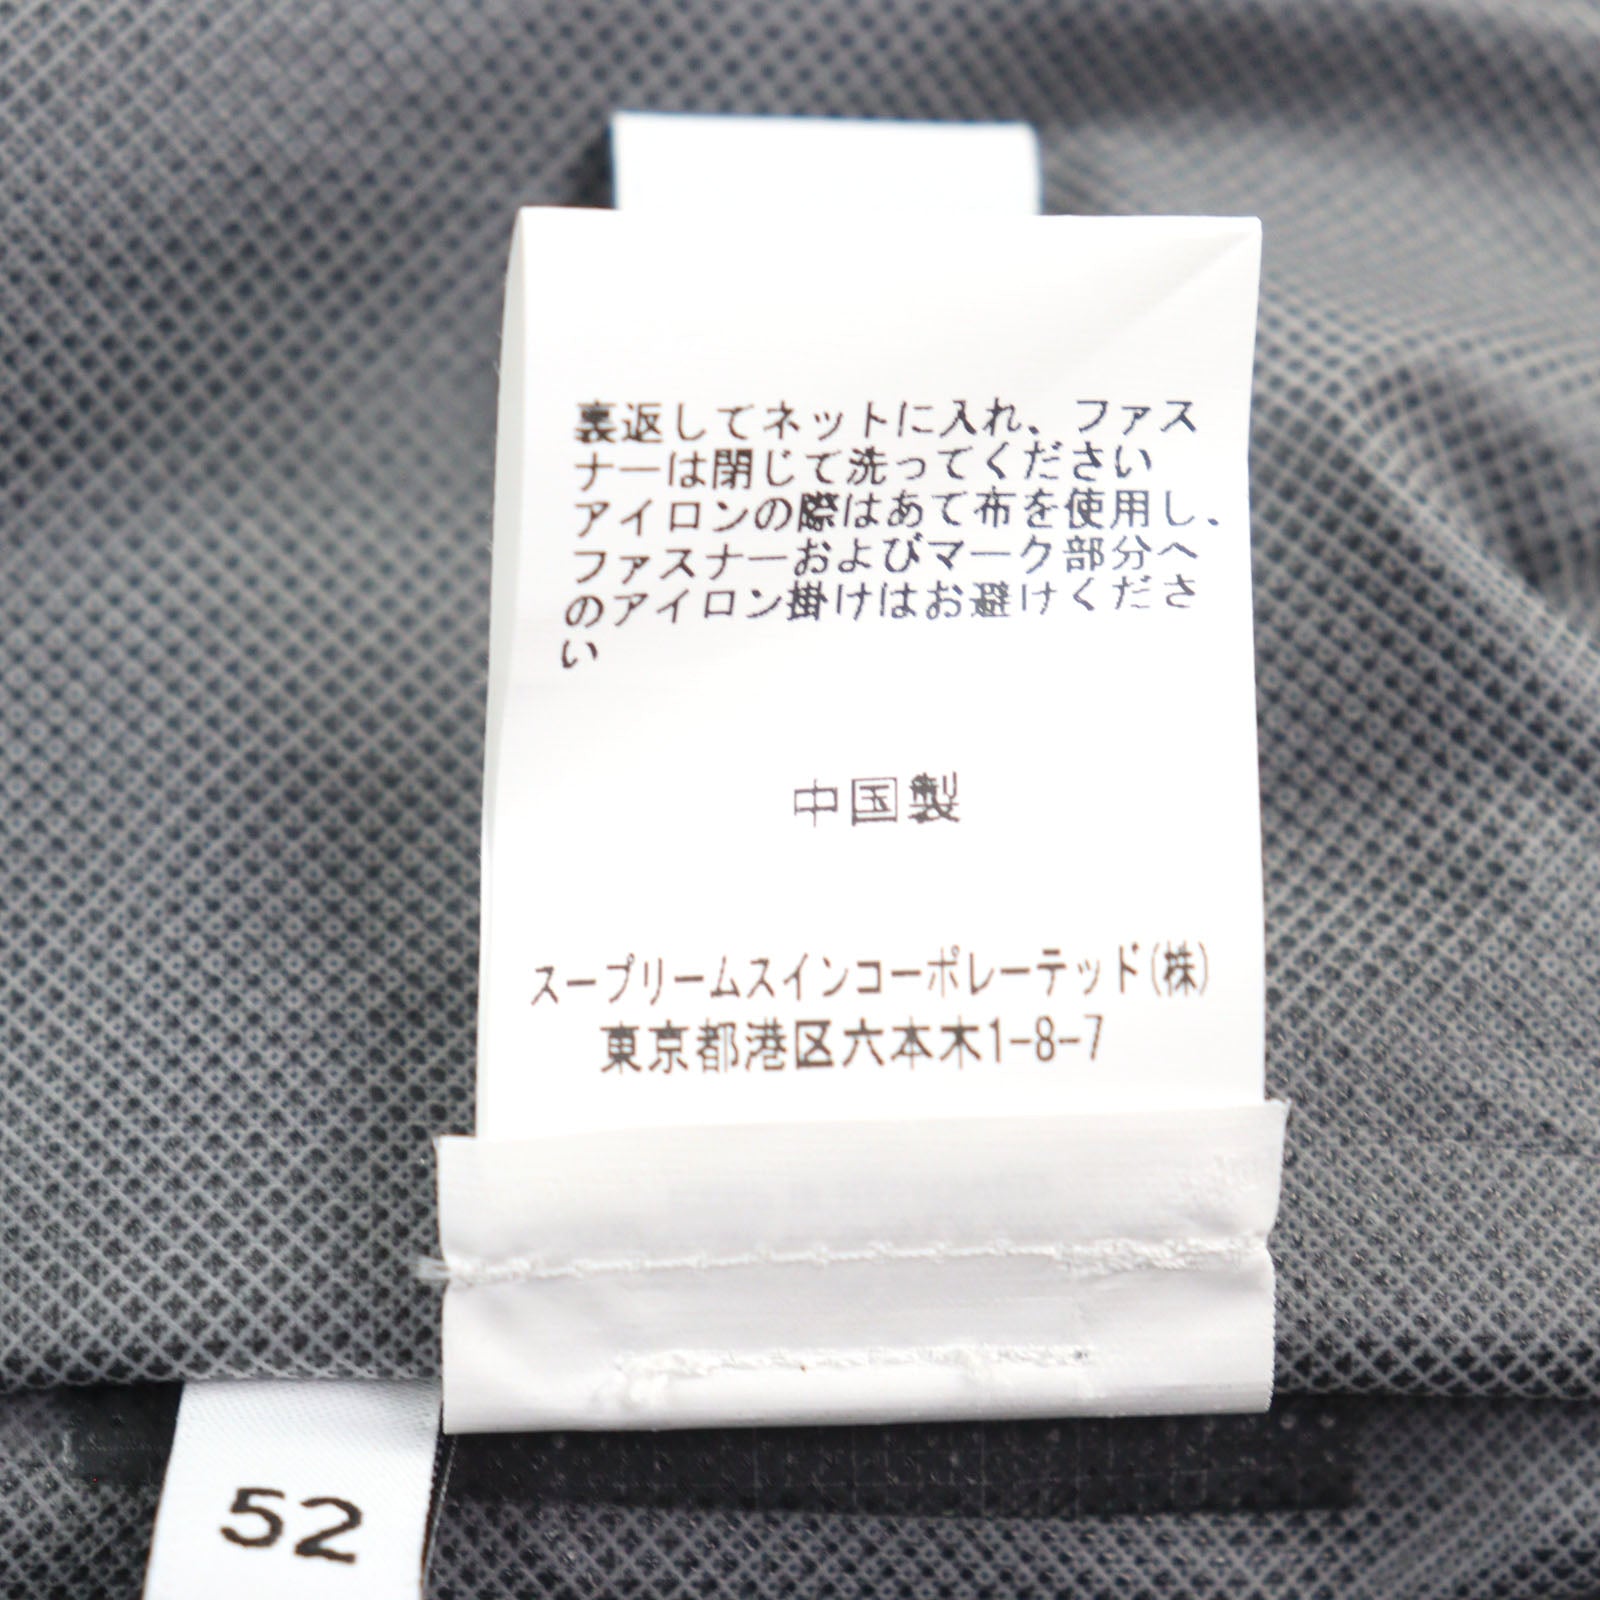 裏返してネットに入れ、ファス
ナーは閉じて洗ってください
アイロンの際はあて布を使用し、
ファスナーおよびマーク部分へ
のアイロン掛けはお避けくださ
い
中国製
スープリームスインコーポレーテッド(株)
東京都港区六本木1-8-7
52